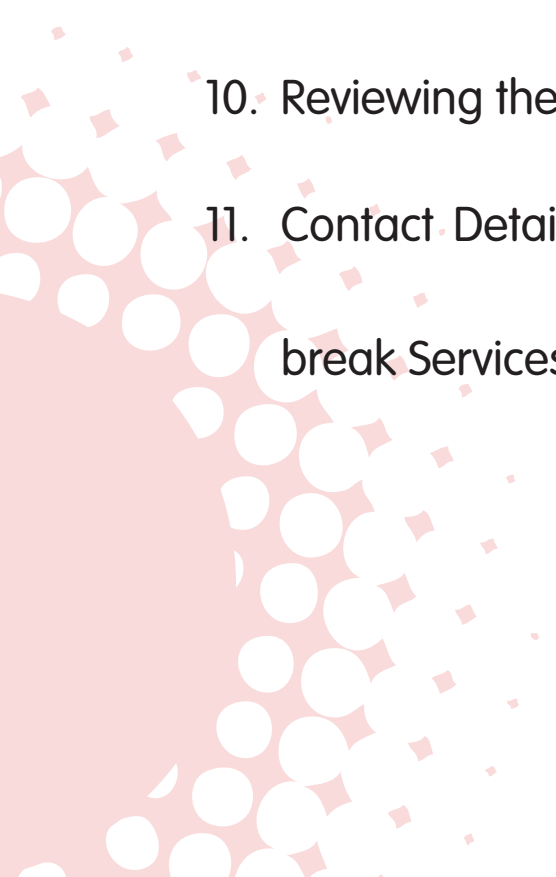 10. Reviewing the
11. Contact Detai
break Services